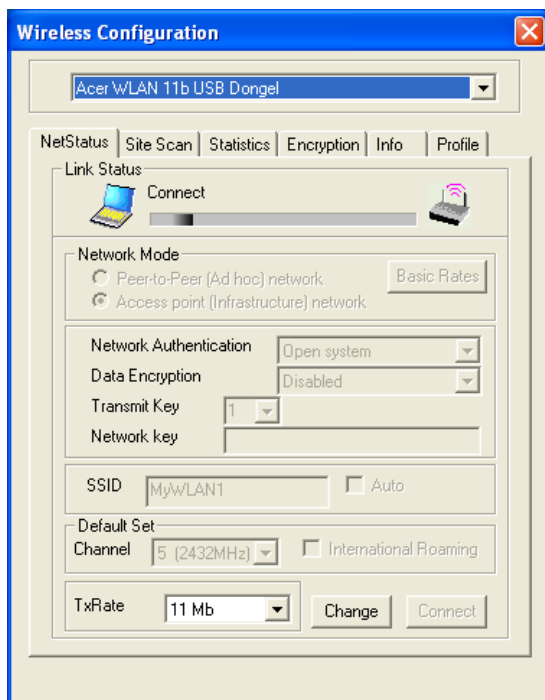 Wireless Configuration
Acer WLAN 11b USB Dongel
NetStatus Site Scan Statistics Encryption Info Profile
Link Status
Connect
Network Mode
Peer-to-Peer (Ad hoc) network
Basic Rates
Access point (Infrastructure) network
Network Authentication Open system
Data Encryption Disabled
Transmit Key 1
Network key
SSID MyWLAN1 Auto
Default Set
Channel 5 (2432MHz) International Roaming
TxRate 11 Mb Change Connect